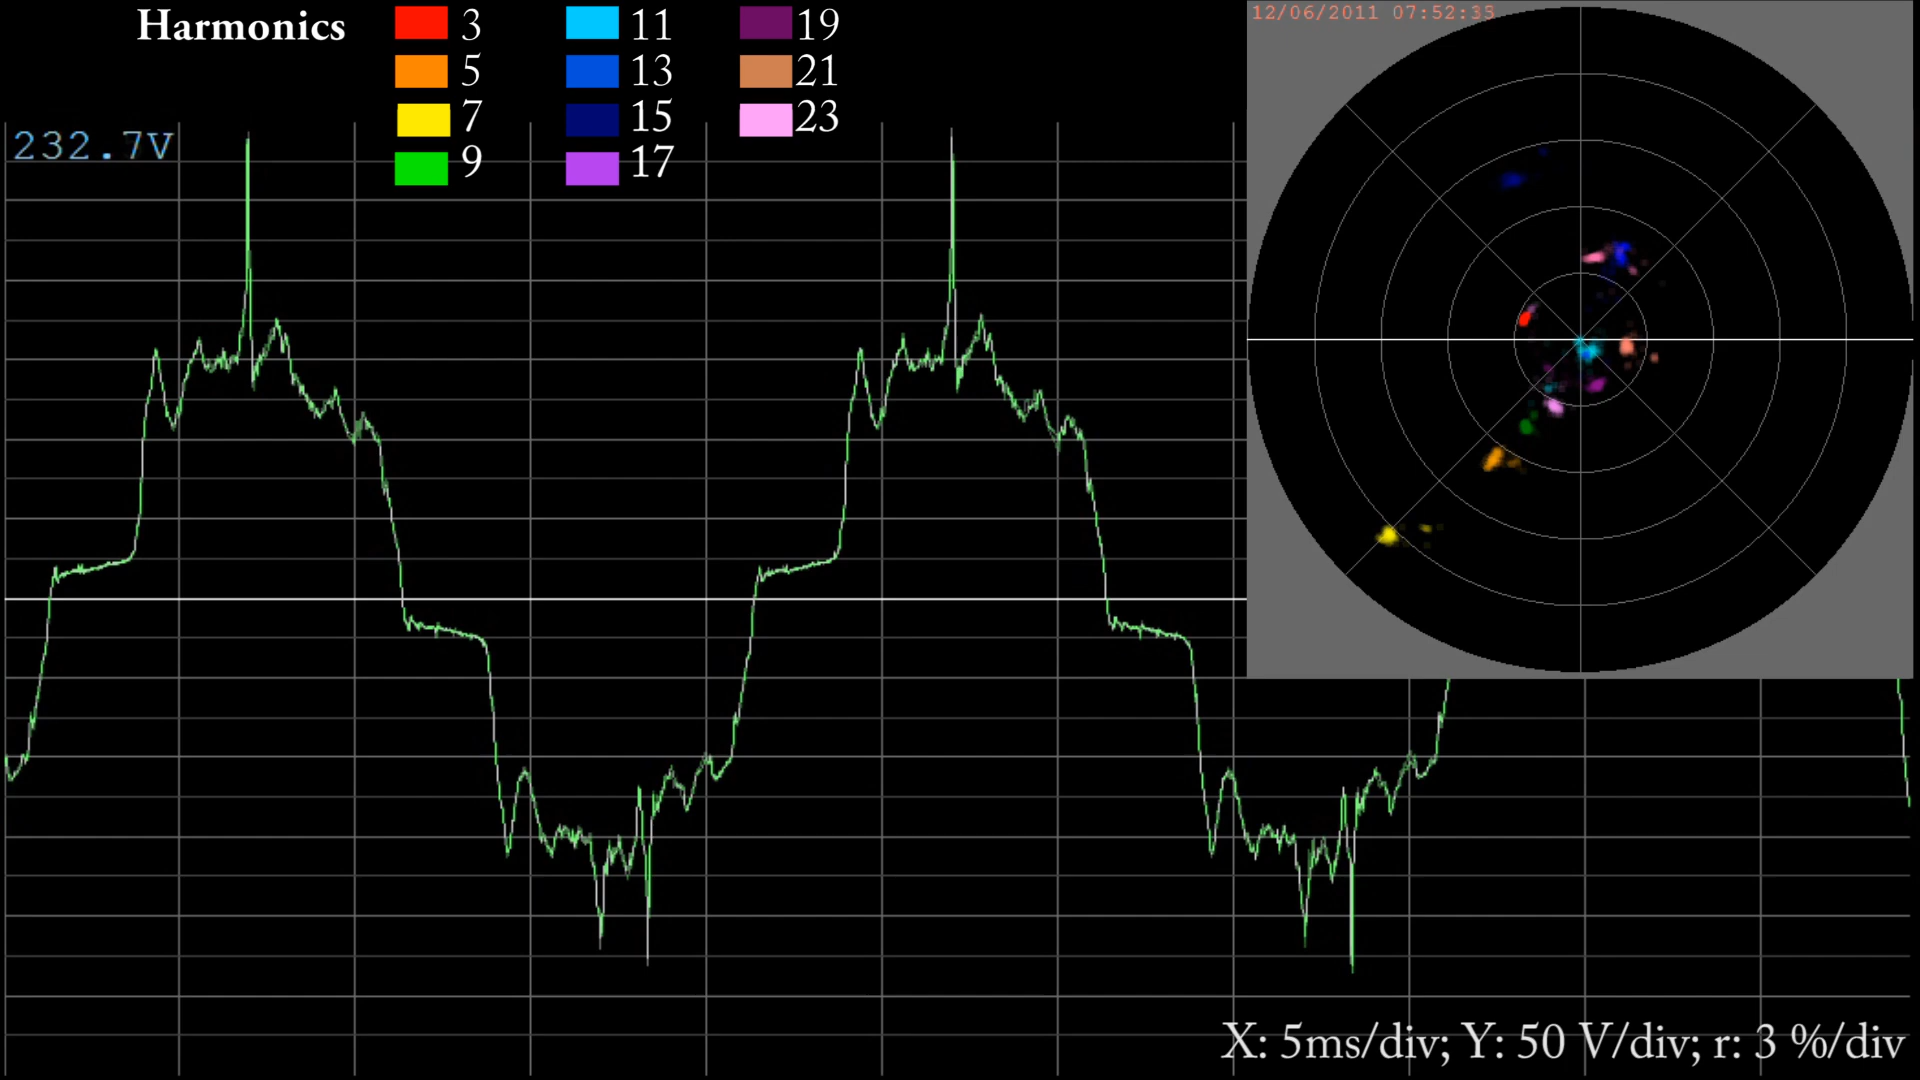 Harmonics
3 11 19
5 13 21
7 15 23
9 17
232.7V
12/06/2011 07:52:33
X: 5ms/div; Y: 50 V/div; r: 3 %/div